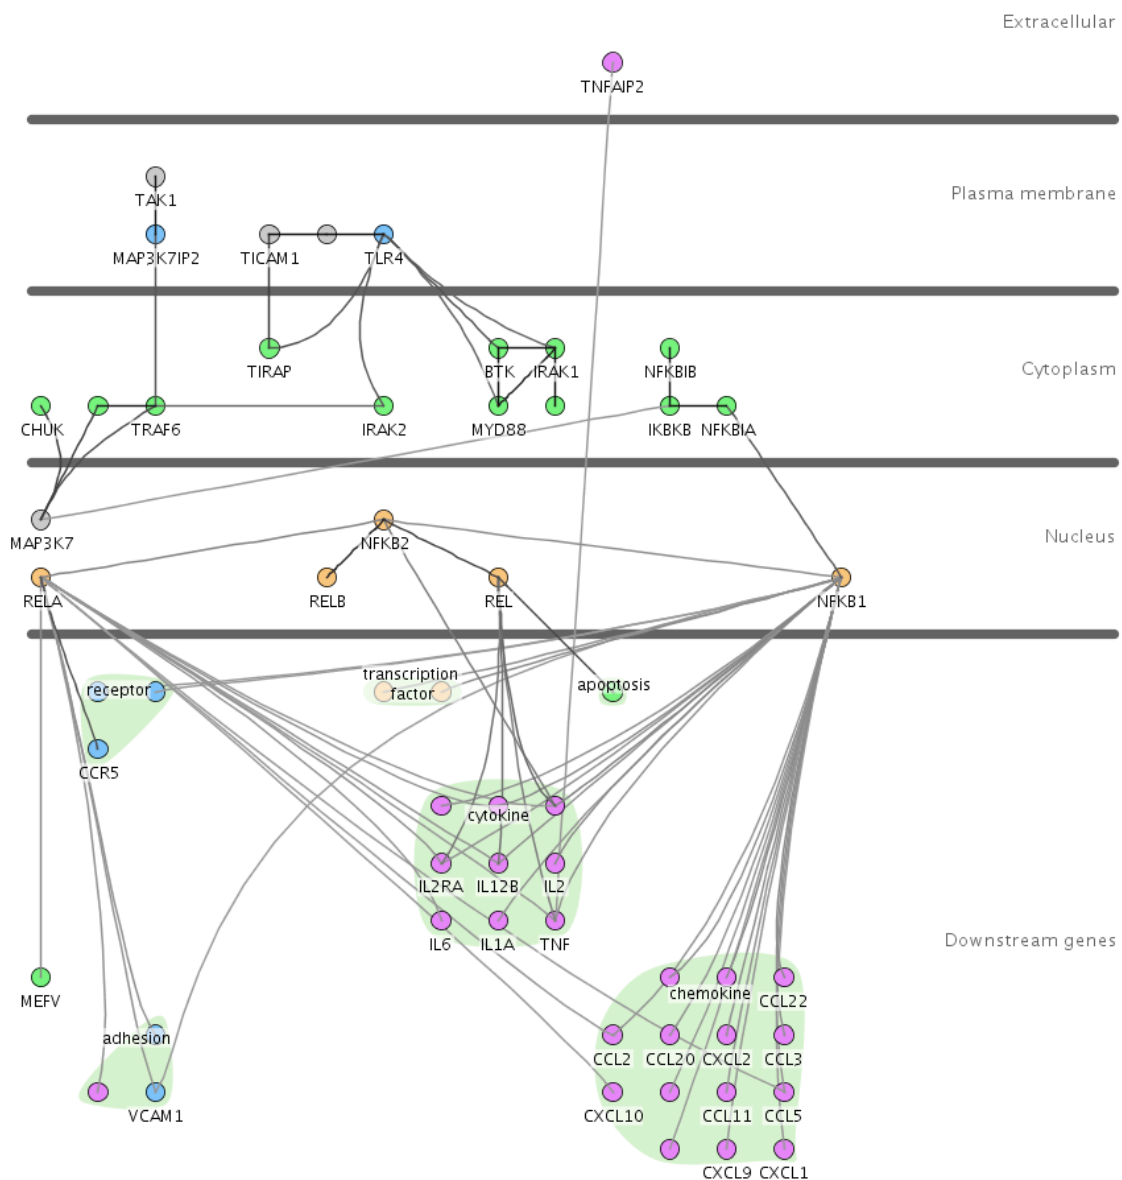 Extracellular
TNFAIP2
TAK1
Plasma membrane
MAP3K7IP2
TICAM1
TLR4
TIRAP
BTK
IRAK1
NFKBIB
Cytoplasm
CHUK
TRAF6
IRAK2
MYD88
IKBKB
NFKBIA
MAP3K7
NFKB2
Nucleus
RELA
RELB
REL
NFKB1
receptor
transcription
factor
apoptosis
CCR5
cytokine
IL2RA
IL12B
IL2
IL6
IL1A
TNF
Downstream genes
MEFV
chemokine
CCL22
adhesion
CCL2
CCL20
CXCL2
CCL3
VCAM1
CXCL10
CCL11
CCL5
CXCL9
CXCL1